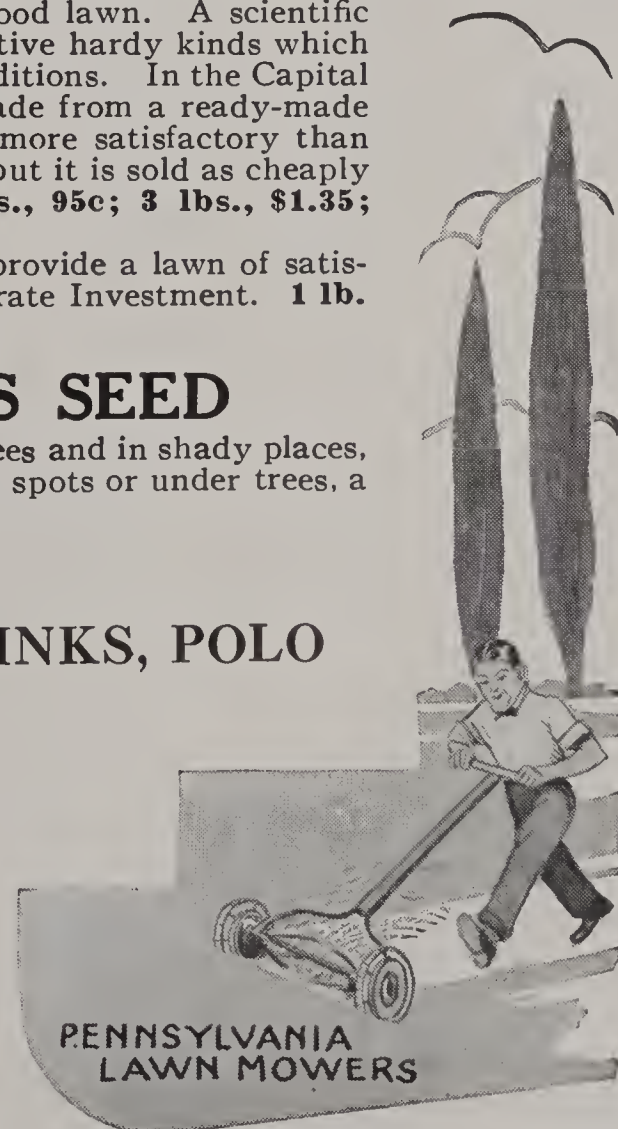 ood lawn. A scientific
tive hardy kinds which
ditions. In the Capital
ade from a ready-made
more satisfactory than
out it is sold as cheaply
s., 95c; 3 lbs., $1.35;
provide a lawn of satis-
rate Investment. 1 lb.
S SEED
ees and in shady places,
spots or under trees, a
INKS, POLO
PENNSYLVANIA
LAWN MOWERS